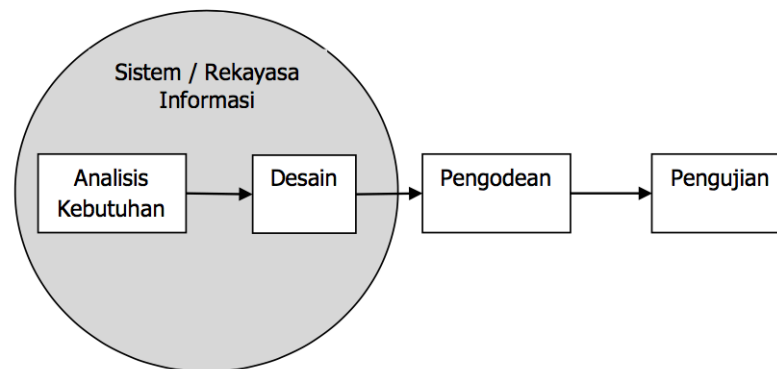 Sistem / Rekayasa
Informasi
Analisis
Kebutuhan
Desain
Pengodean
Pengujian